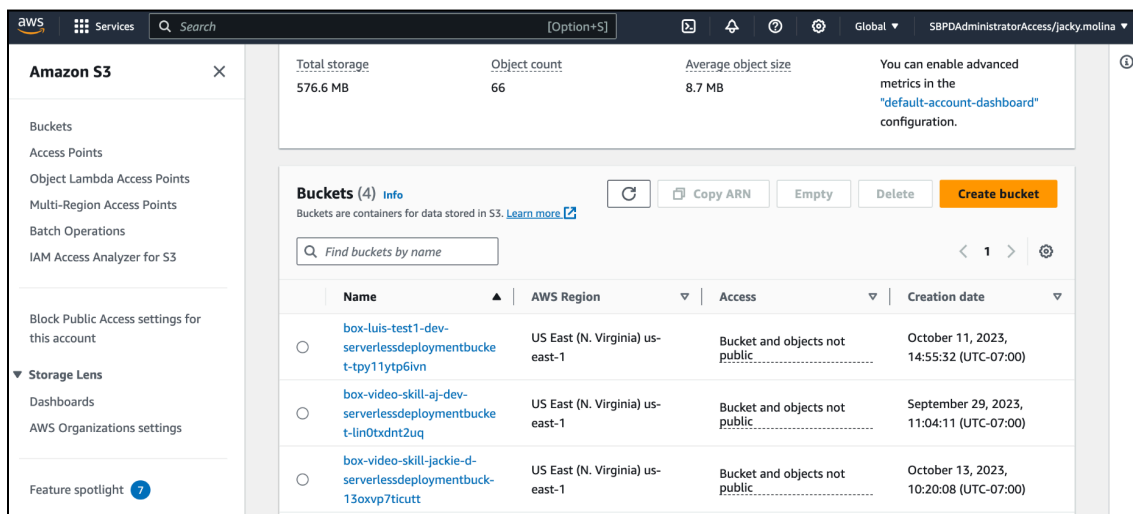 aws
Services
Search
[Option+S]
Global
SBPDAdministratorAccess/jacky.molina
Amazon S3
Buckets
Access Points
Object Lambda Access Points
Multi-Region Access Points
Batch Operations
IAM Access Analyzer for S3
Block Public Access settings for
this account
Storage Lens
Dashboards
AWS Organizations settings
Feature spotlight 7
Total storage
576.6 MB
Object count
66
Average object size
8.7 MB
You can enable advanced
metrics in the
"default-account-dashboard"
configuration.
Buckets (4) Info
Buckets are containers for data stored in S3. Learn more
Copy ARN
Empty
Delete
Create bucket
Find buckets by name
1
Name
AWS Region
Access
Creation date
box-luis-test1-dev-
serverlessdeploymentbucke
t-tpy11ytp6ivn
US East (N. Virginia) us-
east-1
Bucket and objects not
public
October 11, 2023,
14:55:32 (UTC-07:00)
box-video-skill-aj-dev-
serverlessdeploymentbucke
t-lin0txdnt2uq
US East (N. Virginia) us-
east-1
Bucket and objects not
public
September 29, 2023,
11:04:11 (UTC-07:00)
box-video-skill-jackie-d-
serverlessdeploymentbuck-
13oxvp7ticutt
US East (N. Virginia) us-
east-1
Bucket and objects not
public
October 13, 2023,
10:20:08 (UTC-07:00)